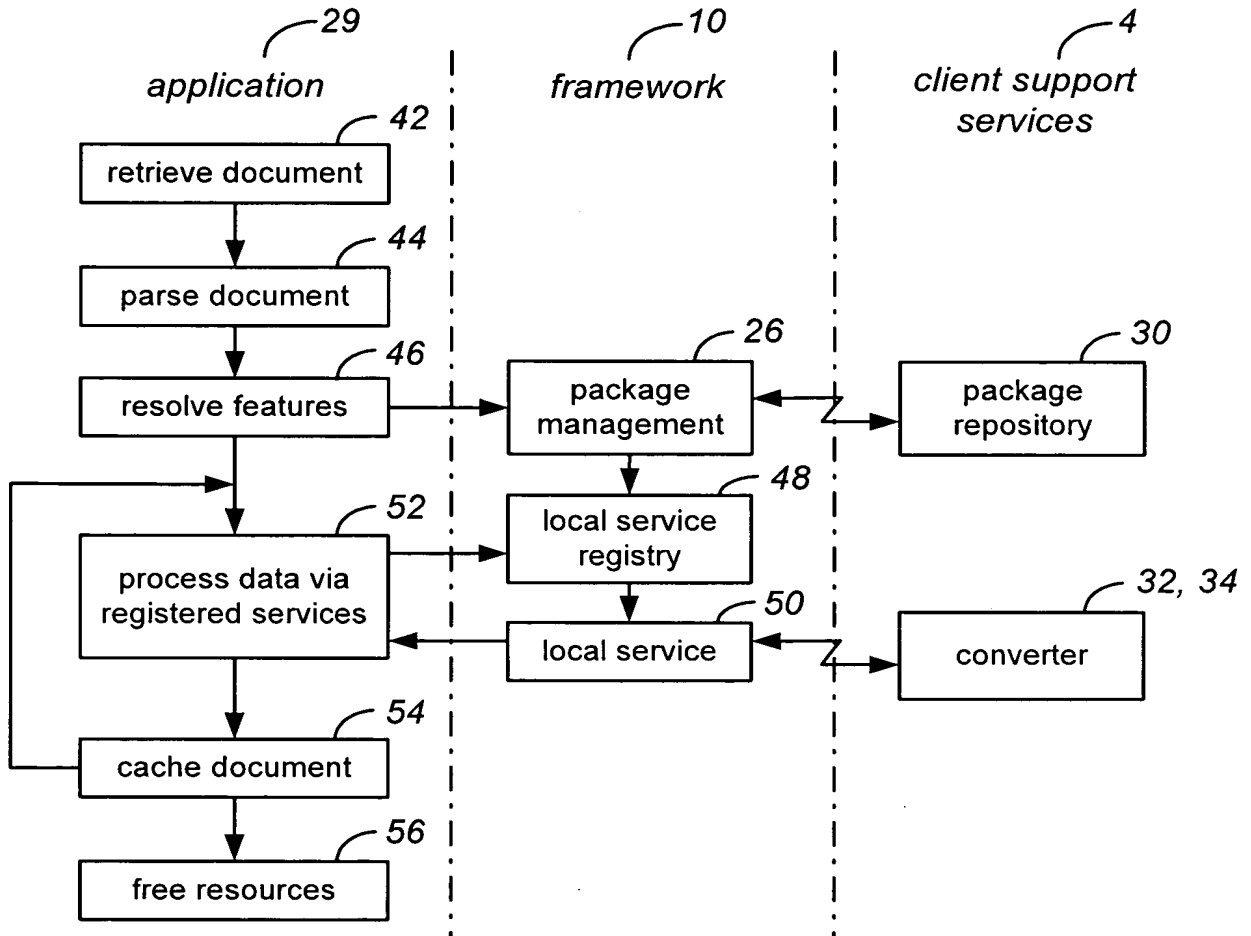 29
10
4
application
framework
client support
services
42
retrieve document
44
parse document
46
resolve features
26
package
management
30
package
repository
48
local service
registry
52
process data via
registered services
50
local service
32, 34
converter
54
cache document
56
free resources